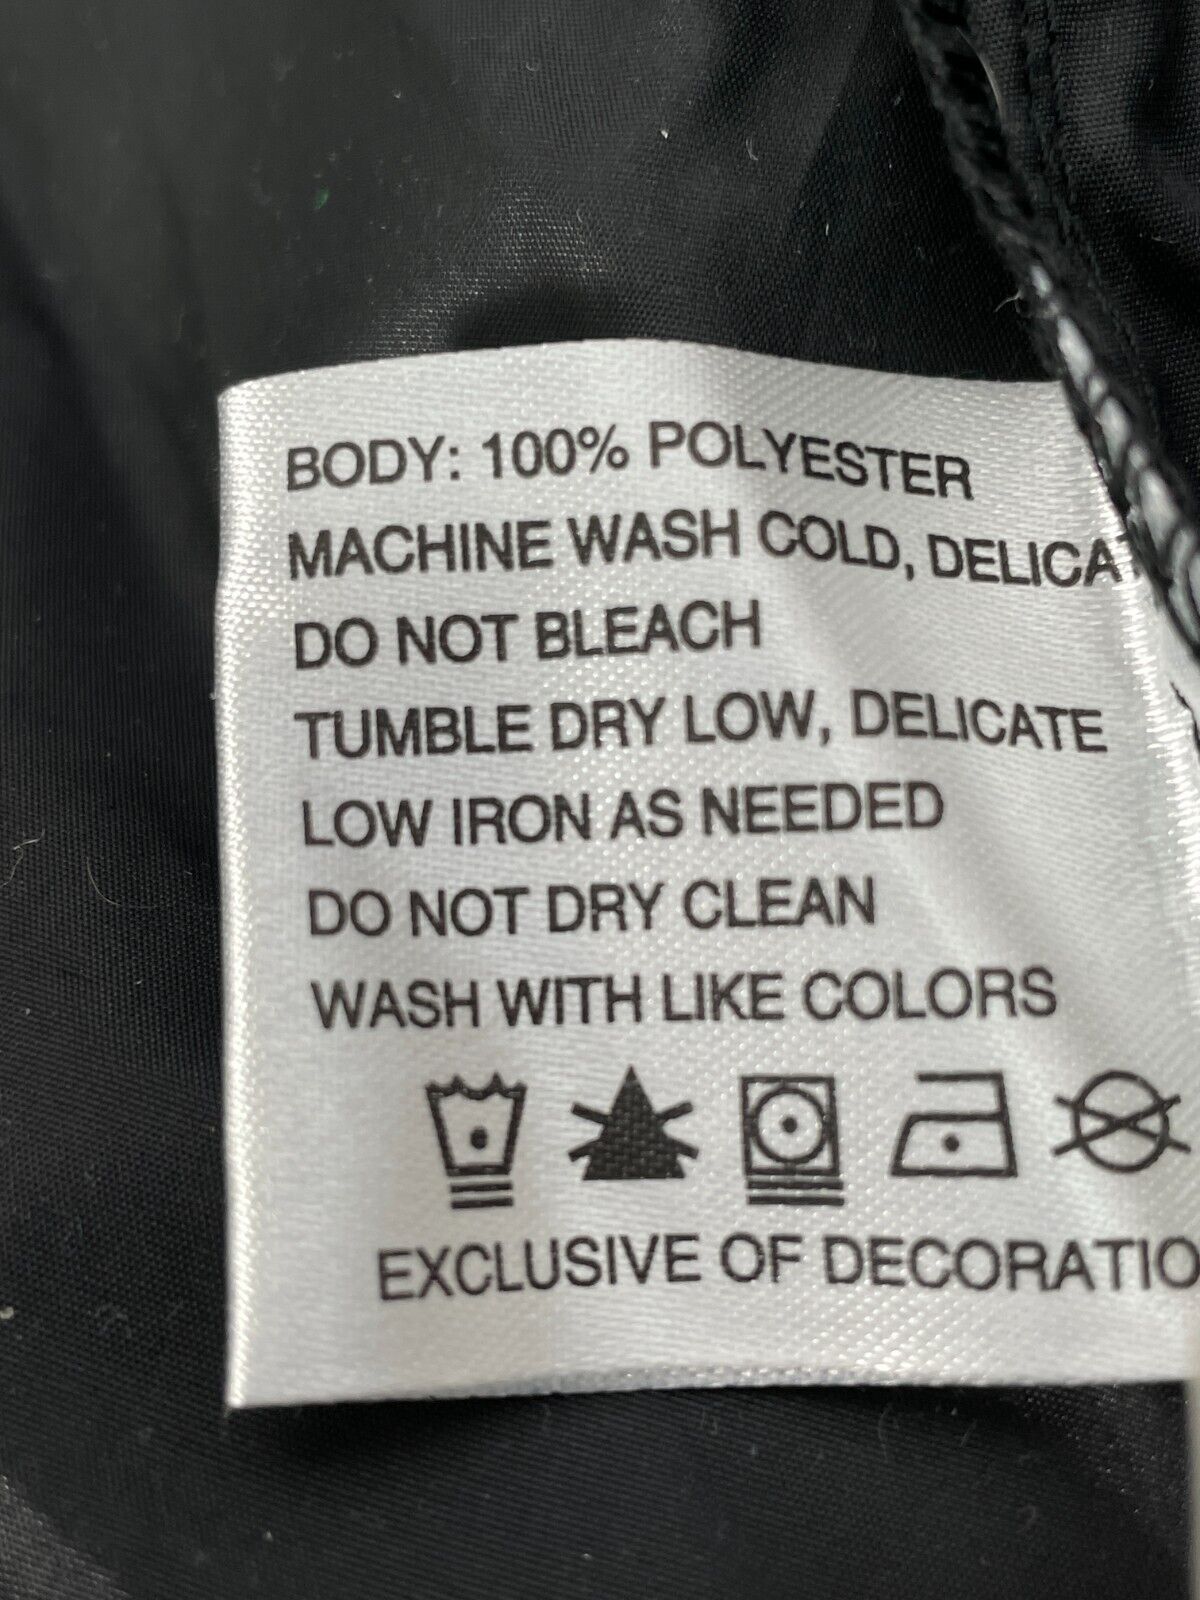 BODY: 100% POLYESTER
MACHINE WASH COLD, DELICA
DO NOT BLEACH
TUMBLE DRY LOW, DELICATE
LOW IRON AS NEEDED
DO NOT DRY CLEAN
WASH WITH LIKE COLORS
EXCLUSIVE OF DECORATIO